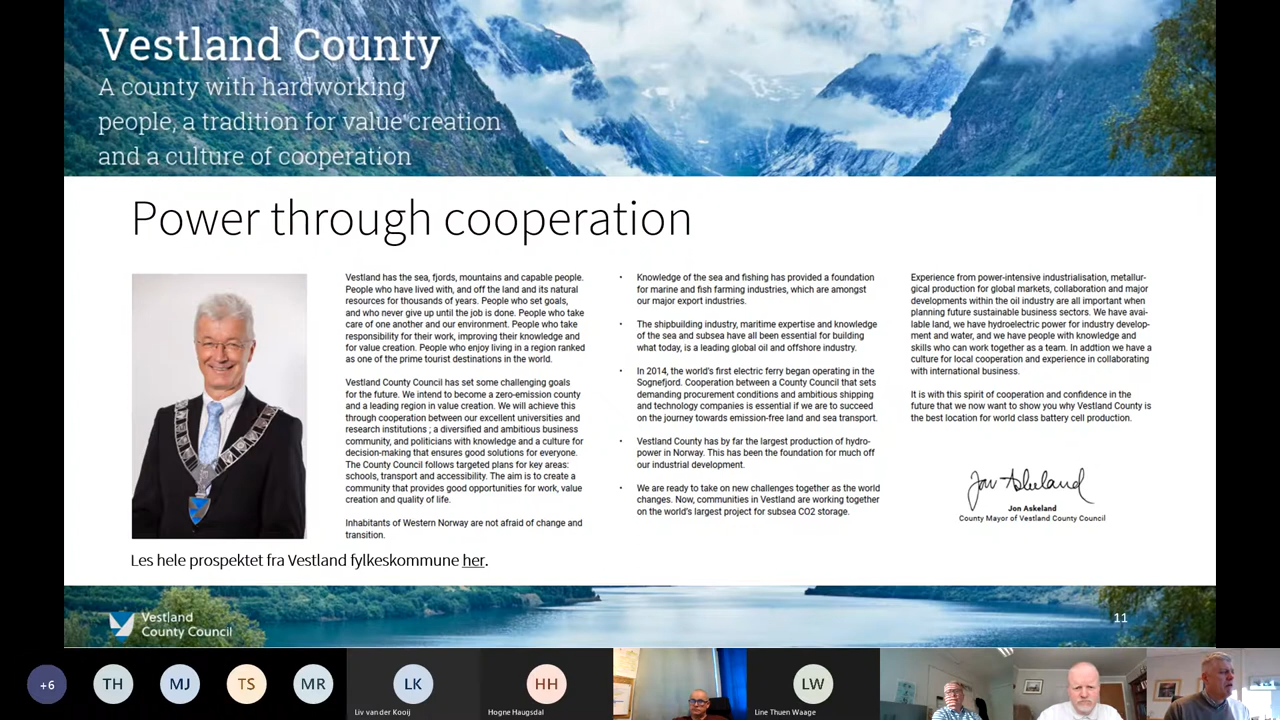 Vestland County
A county with hardworking
people, a tradition for value creation
and a culture of cooperation
Power through cooperation
Vestland has the sea, fjords, mountains and capable people.
People who have lived with, and off the land and its natural
resources for thousands of years. People who set goals,
and who never give up until the job is done. People who take
care of one another and our environment. People who take
responsibility for their work, improving their knowledge and
for value creation. People who enjoy living in a region ranked
as one of the prime tourist destinations in the world.
Vestland County Council has set some challenging goals
for the future. We intend to become a zero-emission county
and a leading region in value creation. We will achieve this
through cooperation between our excellent universities and
research institutions ; a diversified and ambitious business
community, and politicians with knowledge and a culture for
decision-making that ensures good solutions for everyone.
The County Council follows targeted plans for key areas:
schools, transport and accessibility. The aim is to create a
community that provides good opportunities for work, value
creation and quality of life.
Inhabitants of Western Norway are not afraid of change and
transition.
• Knowledge of the sea and fishing has provided a foundation
for marine and fish farming industries, which are amongst
our major export industries.
• The shipbuilding industry, maritime expertise and knowledge
of the sea and subsea have all been essential for building
what today, is a leading global oil and offshore industry.
• In 2014, the world's first electric ferry began operating in the
Sognefjord. Cooperation between a County Council that sets
demanding procurement conditions and ambitious shipping
and technology companies is essential if we are to succeed
on the journey towards emission-free land and sea transport.
• Vestland County has by far the largest production of hydro-
power in Norway. This has been the foundation for much off
our industrial development.
• We are ready to take on new challenges together as the world
changes. Now, communities in Vestland are working together
on the world's largest project for subsea CO2 storage.
Experience from power-intensive industrialisation, metallur-
gical production for global markets, collaboration and major
developments within the oil industry are all important when
planning future sustainable business sectors. We have avai-
lable land, we have hydroelectric power for industry develop-
ment and water, and we have people with knowledge and
skills who can work together as a team. In addtion we have a
culture for local cooperation and experience in collaborating
with international business.
It is with this spirit of cooperation and confidence in the
future that we now want to show you why Vestland County is
the best location for world class battery cell production.
Jon Askeland
Jon Askeland
County Mayor of Vestland County Council
Les hele prospektet fra Vestland fylkeskommune her.
Vestland
County Council
11
+6
TH
MJ
TS
MR
LK
Liv van der Kooij
HH
Hogne Haugsdal
LW
Line Thuen Waage